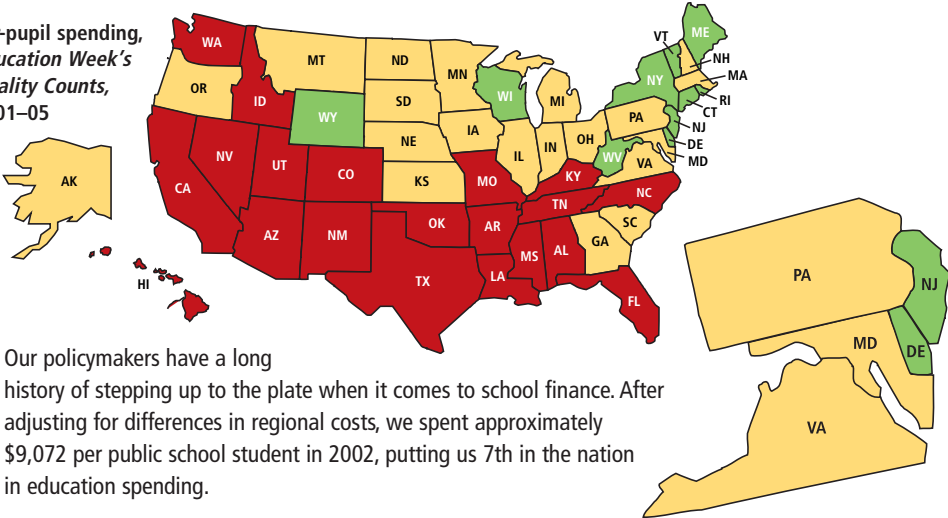 -pupil spending,
ucation Week's
ality Counts,
01–05
WA
MT
ND
MN
VT
ME
NH
MA
RI
CT
NJ
DE
MD
OR
ID
WY
SD
WI
MI
NY
NE
IA
IL
IN
OH
PA
WV
VA
NV
UT
CO
KS
MO
KY
CA
AZ
NM
OK
AR
TN
NC
SC
TX
LA
MS
AL
GA
FL
AK
HI
PA
NJ
MD
DE
VA
Our policymakers have a long
history of stepping up to the plate when it comes to school finance. After
adjusting for differences in regional costs, we spent approximately
$9,072 per public school student in 2002, putting us 7th in the nation
in education spending.